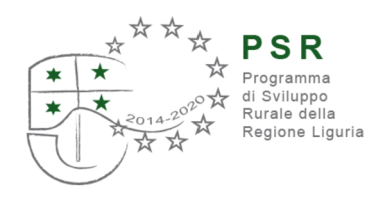 PSR
Programma
di Sviluppo
Rurale della
Regione Liguria
2014-2020